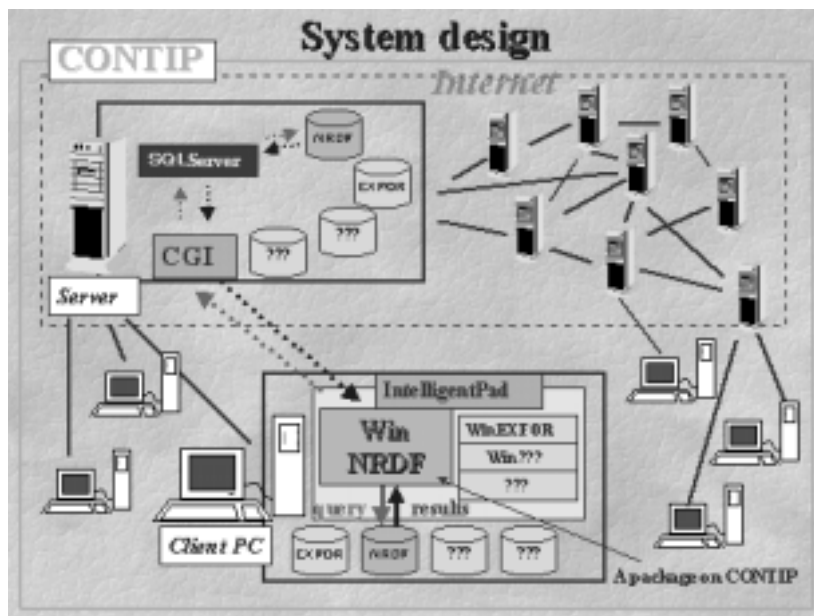 System design
CONTIP
Internet
NRDF
SQLServer
EXFOR
???
???
CGI
Server
IntelligentPad
Win
NRDF
WinEXFOR
Win???
???
query results
EXFOR
NRDF
???
???
Client PC
A package on CONTIP